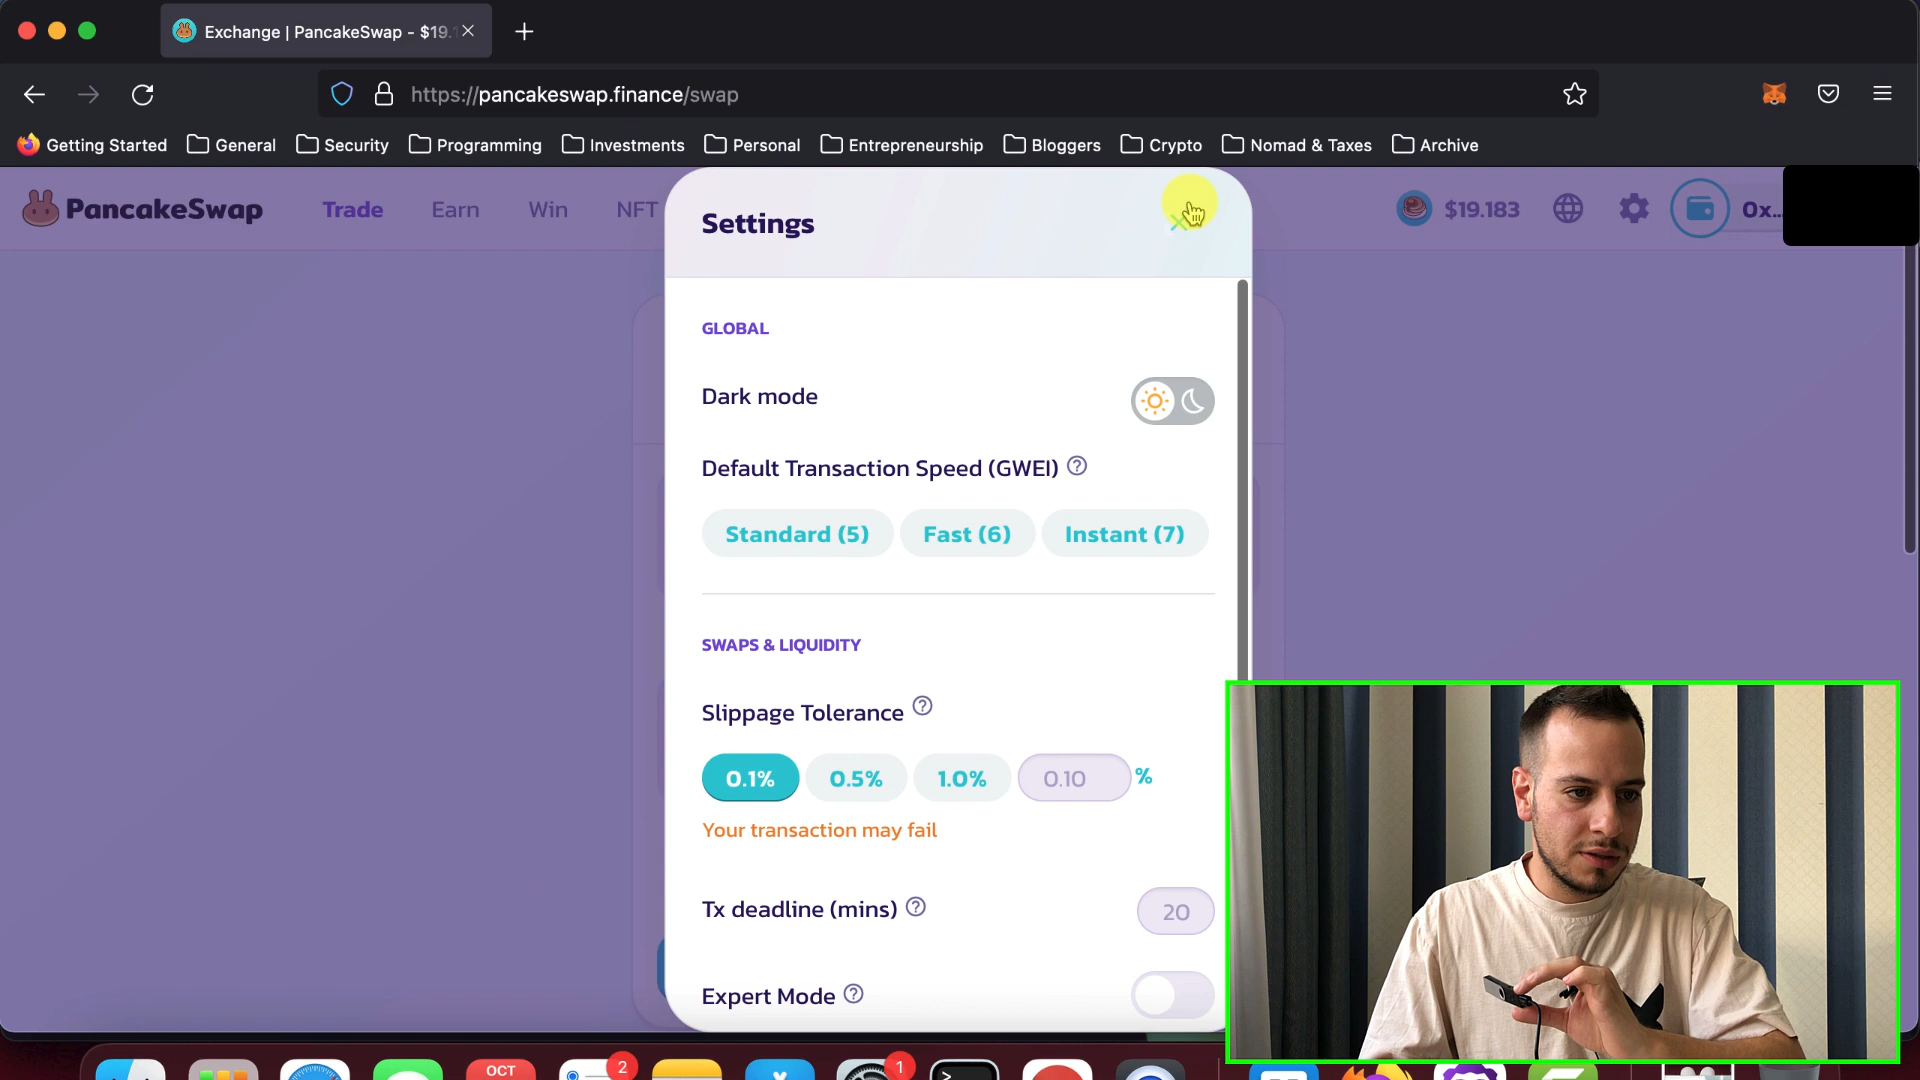 Exchange | PancakeSwap - $19.1
https://pancakeswap.finance/swap
Getting Started General Security Programming Investments Personal Entrepreneurship Bloggers Crypto Nomad & Taxes Archive
PancakeSwap Trade Earn Win NFT $19.183 0x...
Settings
GLOBAL
Dark mode
Default Transaction Speed (GWEI) ?
Standard (5) Fast (6) Instant (7)
SWAPS & LIQUIDITY
Slippage Tolerance ?
0.1% 0.5% 1.0% 0.10 %
Your transaction may fail
Tx deadline (mins) ? 20
Expert Mode ?
OCT 2 1